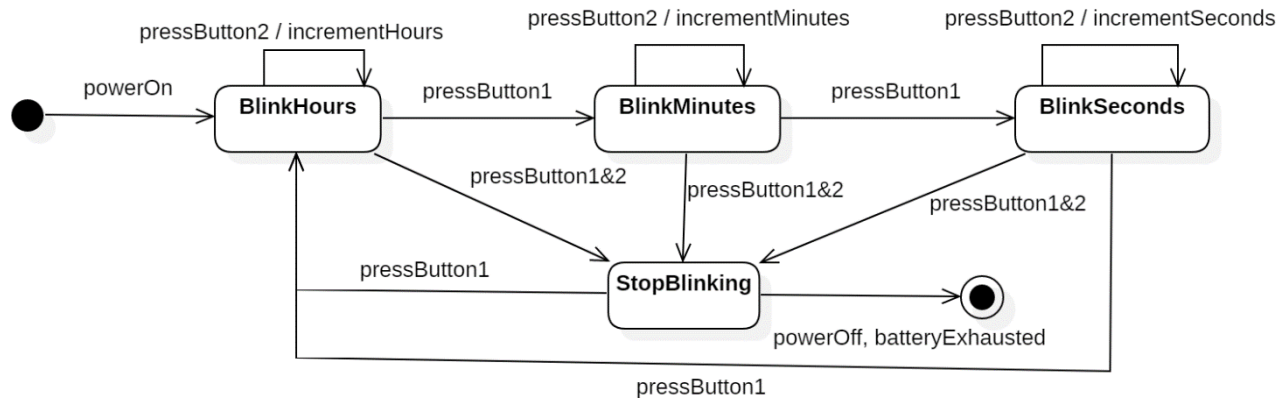 pressButton2 / incrementHours
pressButton2 / incrementMinutes
pressButton2 / incrementSeconds
powerOn
BlinkHours
pressButton1
BlinkMinutes
pressButton1
BlinkSeconds
pressButton1&2
pressButton1&2
pressButton1&2
pressButton1
StopBlinking
powerOff, batteryExhausted
pressButton1